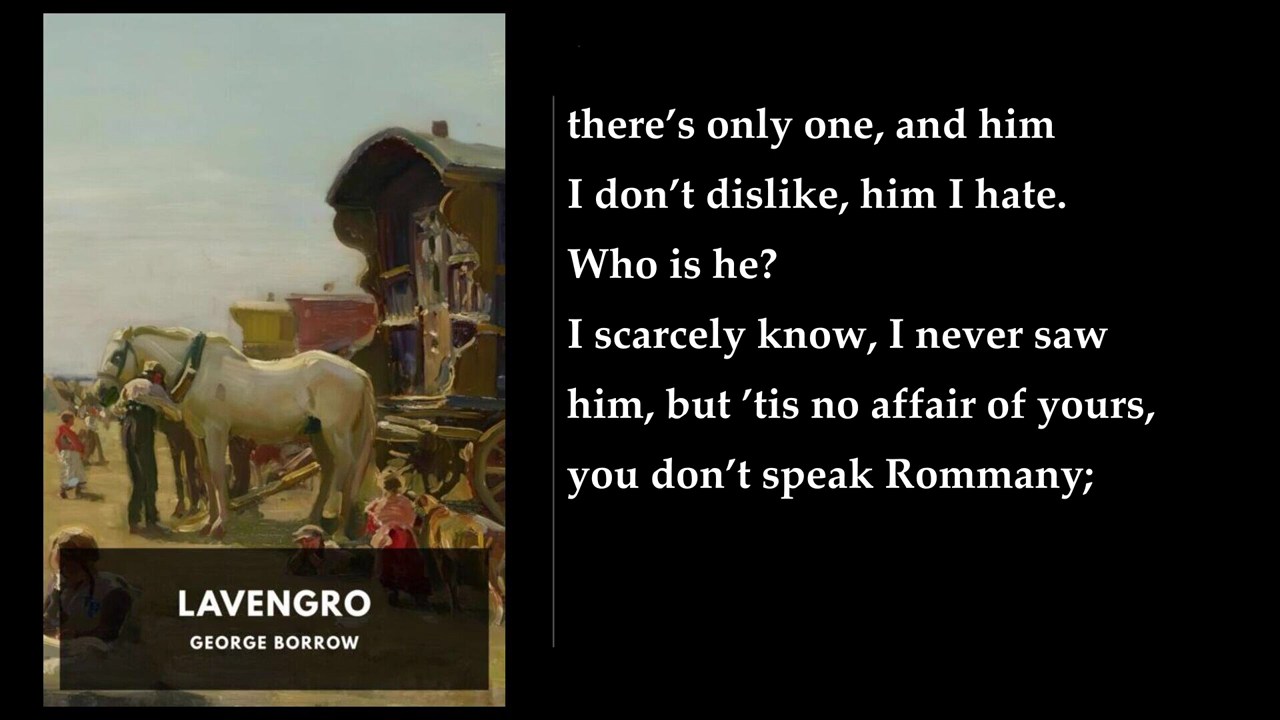 LAVENGRO
GEORGE BORROW
there’s only one, and him
I don’t dislike, him I hate.
Who is he?
I scarcely know, I never saw
him, but ’tis no affair of yours,
you don’t speak Rommany;